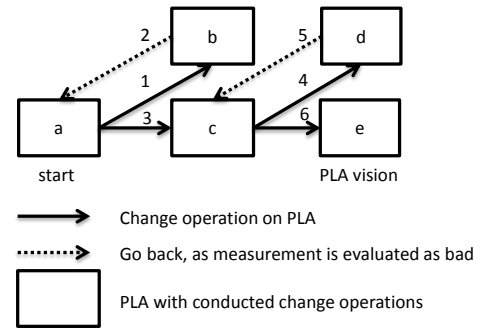 2 b 5 d
1 4
a 3 c 6 e
start PLA vision
Change operation on PLA
Go back, as measurement is evaluated as bad
PLA with conducted change operations